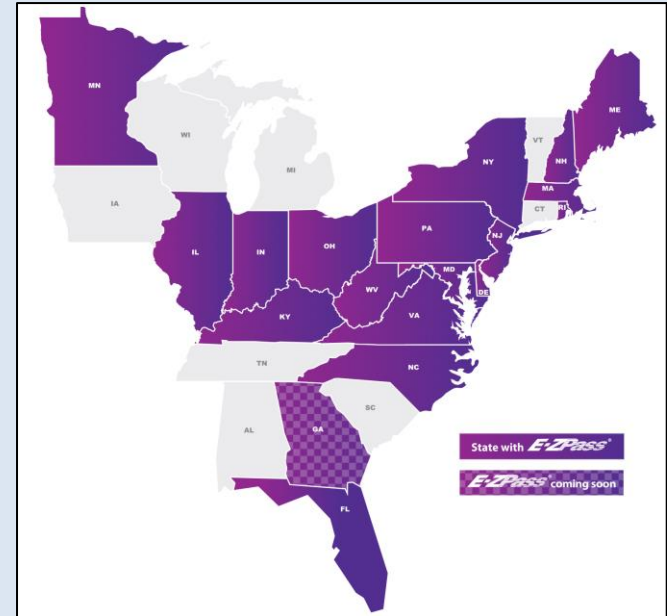 MN
ME
WI
VT
NH
NY
MI
MA
IA
CT
RI
PA
NJ
OH
IL
IN
MD
DE
WV
VA
KY
NC
TN
SC
AL
GA
State with E-ZPass®
E-ZPass® coming soon
FL